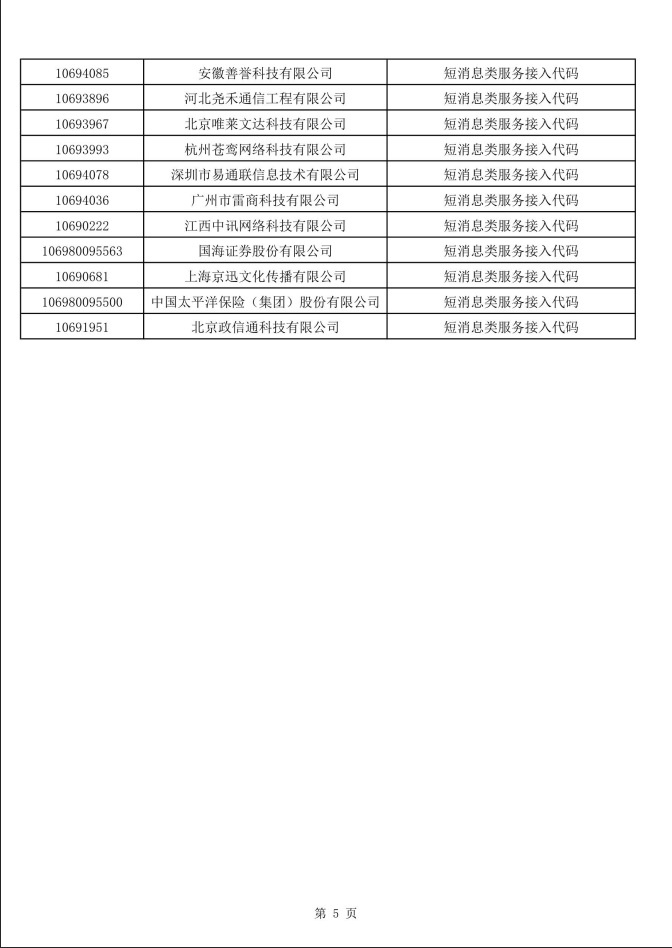 10694085 安徽善誉科技有限公司 短消息类服务接入代码
10693896 河北尧禾通信工程有限公司 短消息类服务接入代码
10693967 北京唯莱文达科技有限公司 短消息类服务接入代码
10693993 杭州苍鸾网络科技有限公司 短消息类服务接入代码
10694078 深圳市易通联信息技术有限公司 短消息类服务接入代码
10694036 广州市雷商科技有限公司 短消息类服务接入代码
10690222 江西中讯网络科技有限公司 短消息类服务接入代码
106980095563 国海证券股份有限公司 短消息类服务接入代码
10690681 上海京迅文化传播有限公司 短消息类服务接入代码
106980095500 中国太平洋保险（集团）股份有限公司 短消息类服务接入代码
10691951 北京政信通科技有限公司 短消息类服务接入代码
第 5 页